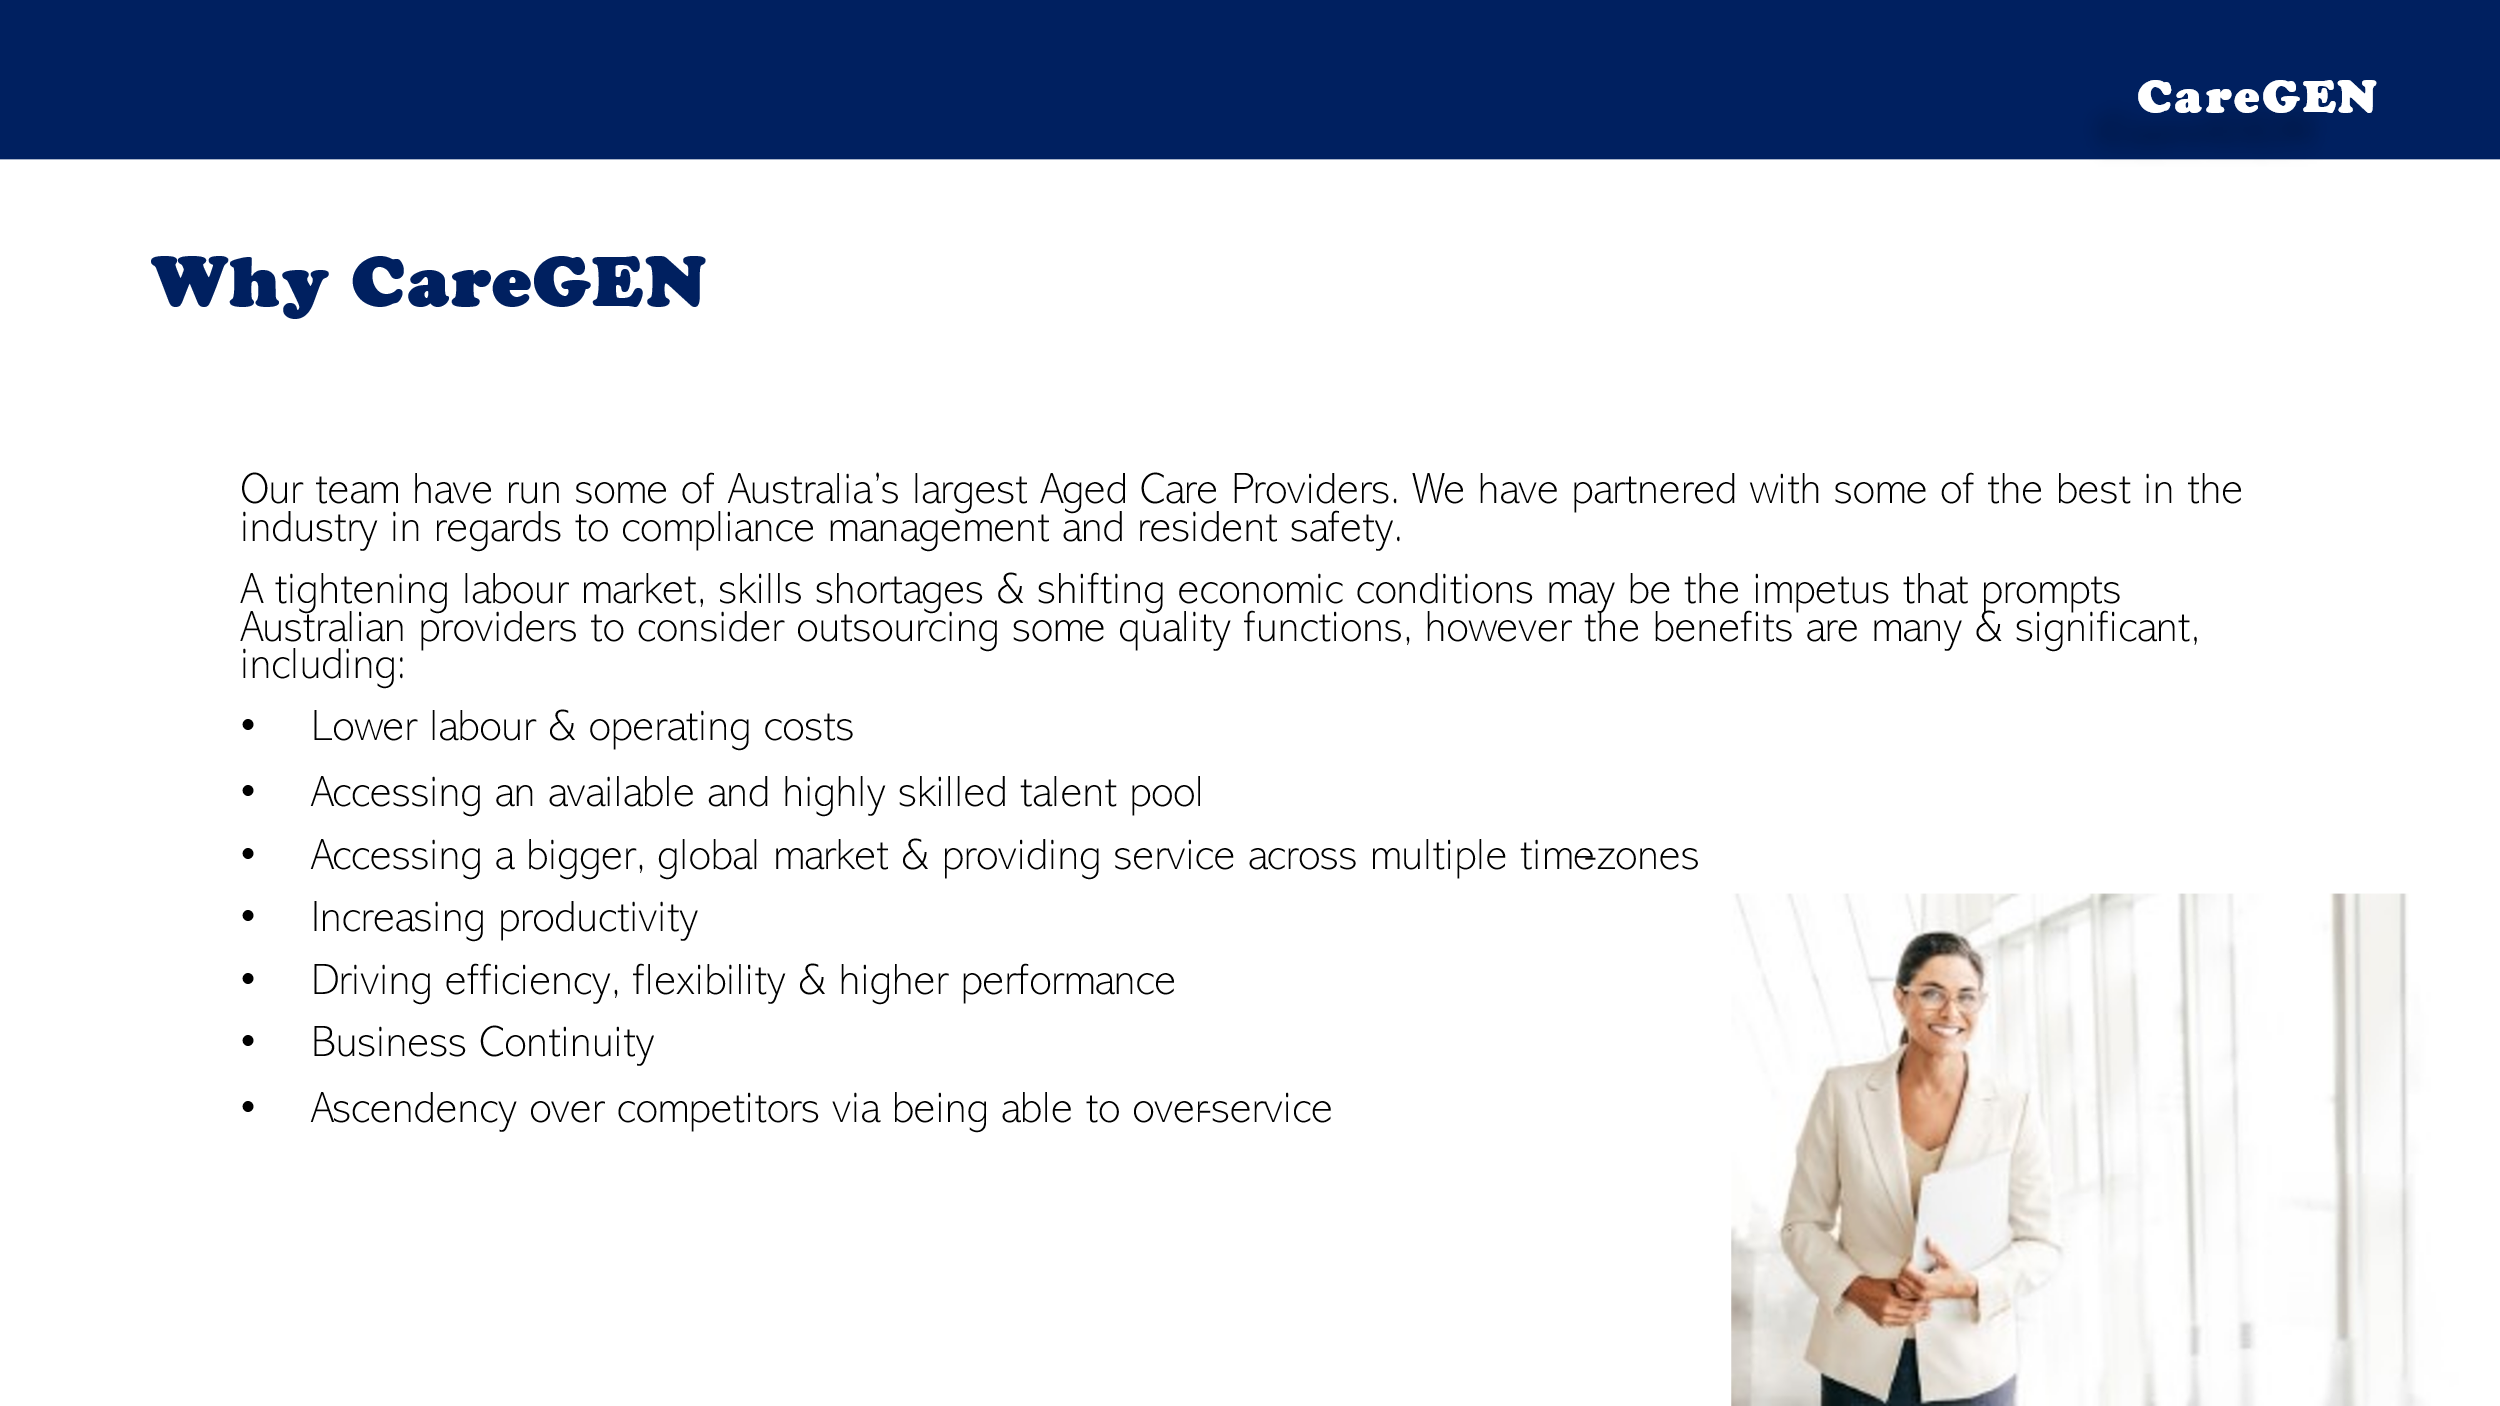 CareGEN
Why CareGEN
Our team have run some of Australia's largest Aged Care Providers. We have partnered with some of the best in the
industry in regards to compliance management and resident safety.
A tightening labour market, skills shortages & shifting economic conditions may be the impetus that prompts
Australian providers to consider outsourcing some quality functions, however the benefits are many & significant,
including:
• Lower labour & operating costs
• Accessing an available and highly skilled talent pool
• Accessing a bigger, global market & providing service across multiple time-zones
• Increasing productivity
• Driving efficiency, flexibility & higher performance
• Business Continuity
• Ascendency over competitors via being able to over-service